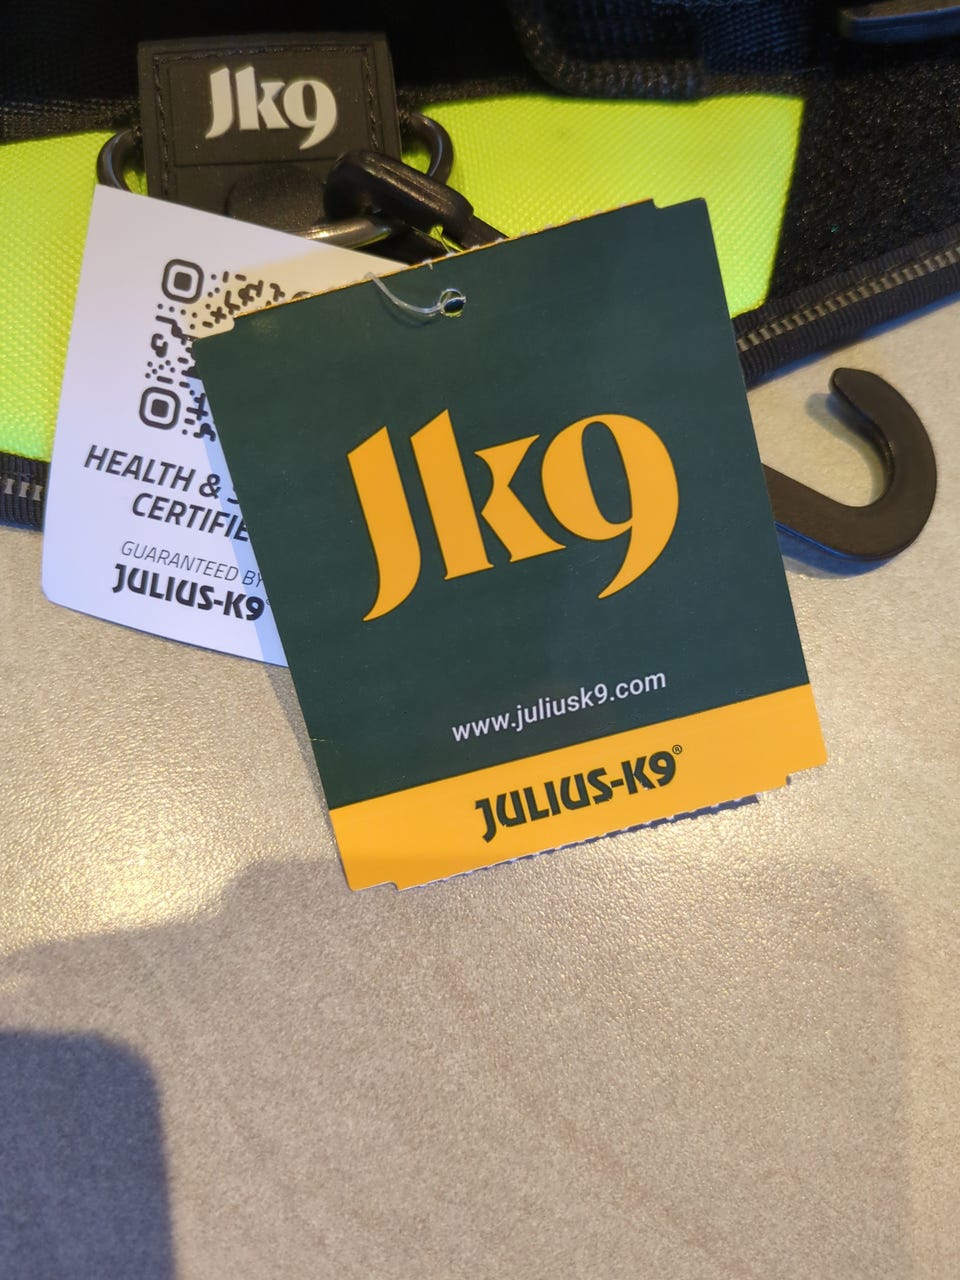 Jk9
HEALTH &
CERTIFIE
GUARANTEED BY
JULIUS-K9
Jk9
www.juliusk9.com
JULIUS-K9®